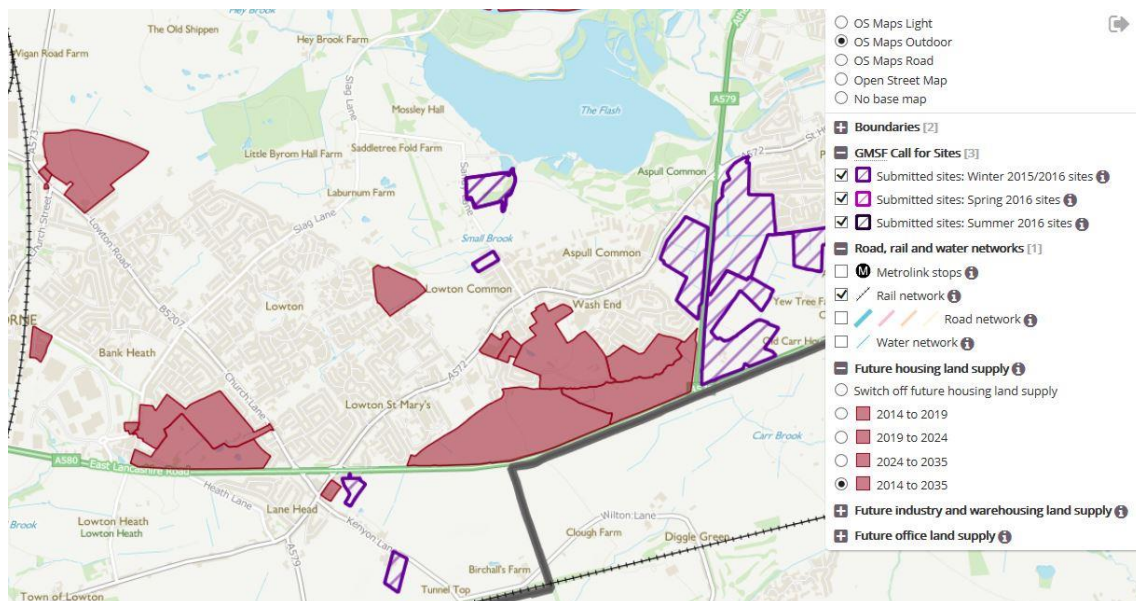 The Old Shippen
Hey Brook Farm
Wigan Road Farm
Hey Brook
Slag Lane
Mossley Hall
The Flash
A579
A572
St H
A573
Little Byrom Hall Farm
Saddletree Fold Farm
Laburnum Farm
Sandy Lane
Aspull Common
Church Street
Lowton Road
Slag Lane
Small Brook
Aspull Common
Lowton
Lowton Common
Wash End
Yew Tree Fa
ORNE
B5207
Bank Heath
Church Lane
A572
Old Carr Hou
Lowton St Mary's
Carr Brook
A580
East Lancashire Road
Heath Lane
Lane Head
Kenyon Lane
Brook
Lowton Heath
Lowton Heath
A579
Wilton Lane
Clough Farm
Diggle Green
Birchall's Farm
Town of Lowton
Tunnel Top
OS Maps Light
OS Maps Outdoor
OS Maps Road
Open Street Map
No base map
Boundaries [2]
GMSF Call for Sites [3]
Submitted sites: Winter 2015/2016 sites
Submitted sites: Spring 2016 sites
Submitted sites: Summer 2016 sites
Road, rail and water networks [1]
M Metrolink stops
Rail network
Road network
Water network
Future housing land supply
Switch off future housing land supply
2014 to 2019
2019 to 2024
2024 to 2035
2014 to 2035
Future industry and warehousing land supply
Future office land supply